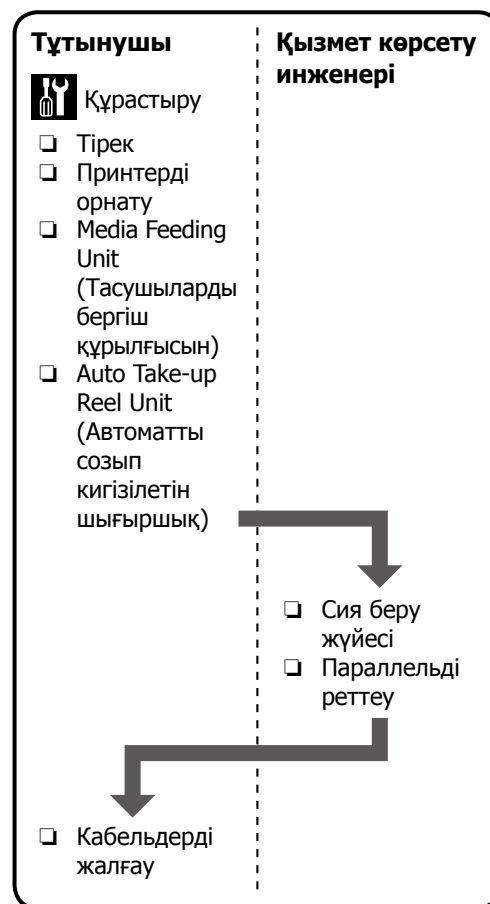 Тұтынушы
Құрастыру
❏ Тірек
❏ Принтерді
орнату
❏ Media Feeding
Unit
(Тасушыларды
бергіш
құрылғысын)
❏ Auto Take-up
Reel Unit
(Автоматты
созып
кигізілетін
шығыршық)
Қызмет көрсету
инженері
❏ Сия беру
жүйесі
❏ Параллельді
реттеу
❏ Кабельдерді
жалғау